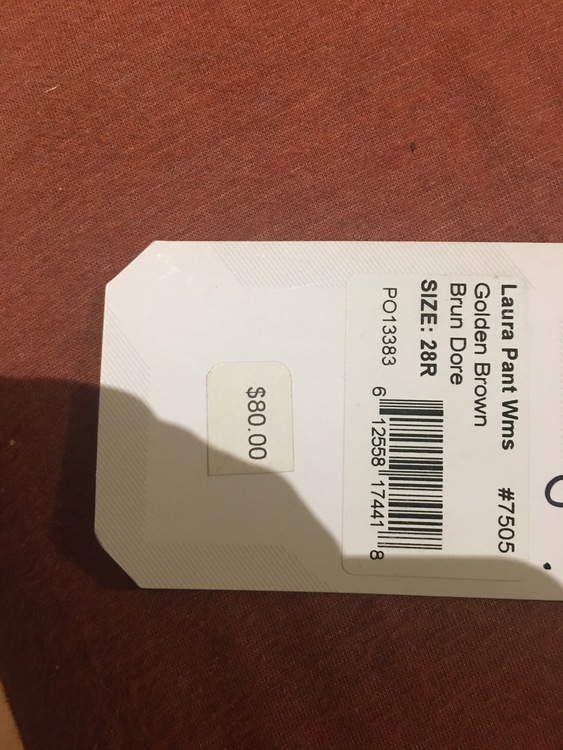 Laura Pant Wms #7505
Golden Brown
Brun Dore
SIZE: 28R
PO13383
6 12558 17441 8
$80.00